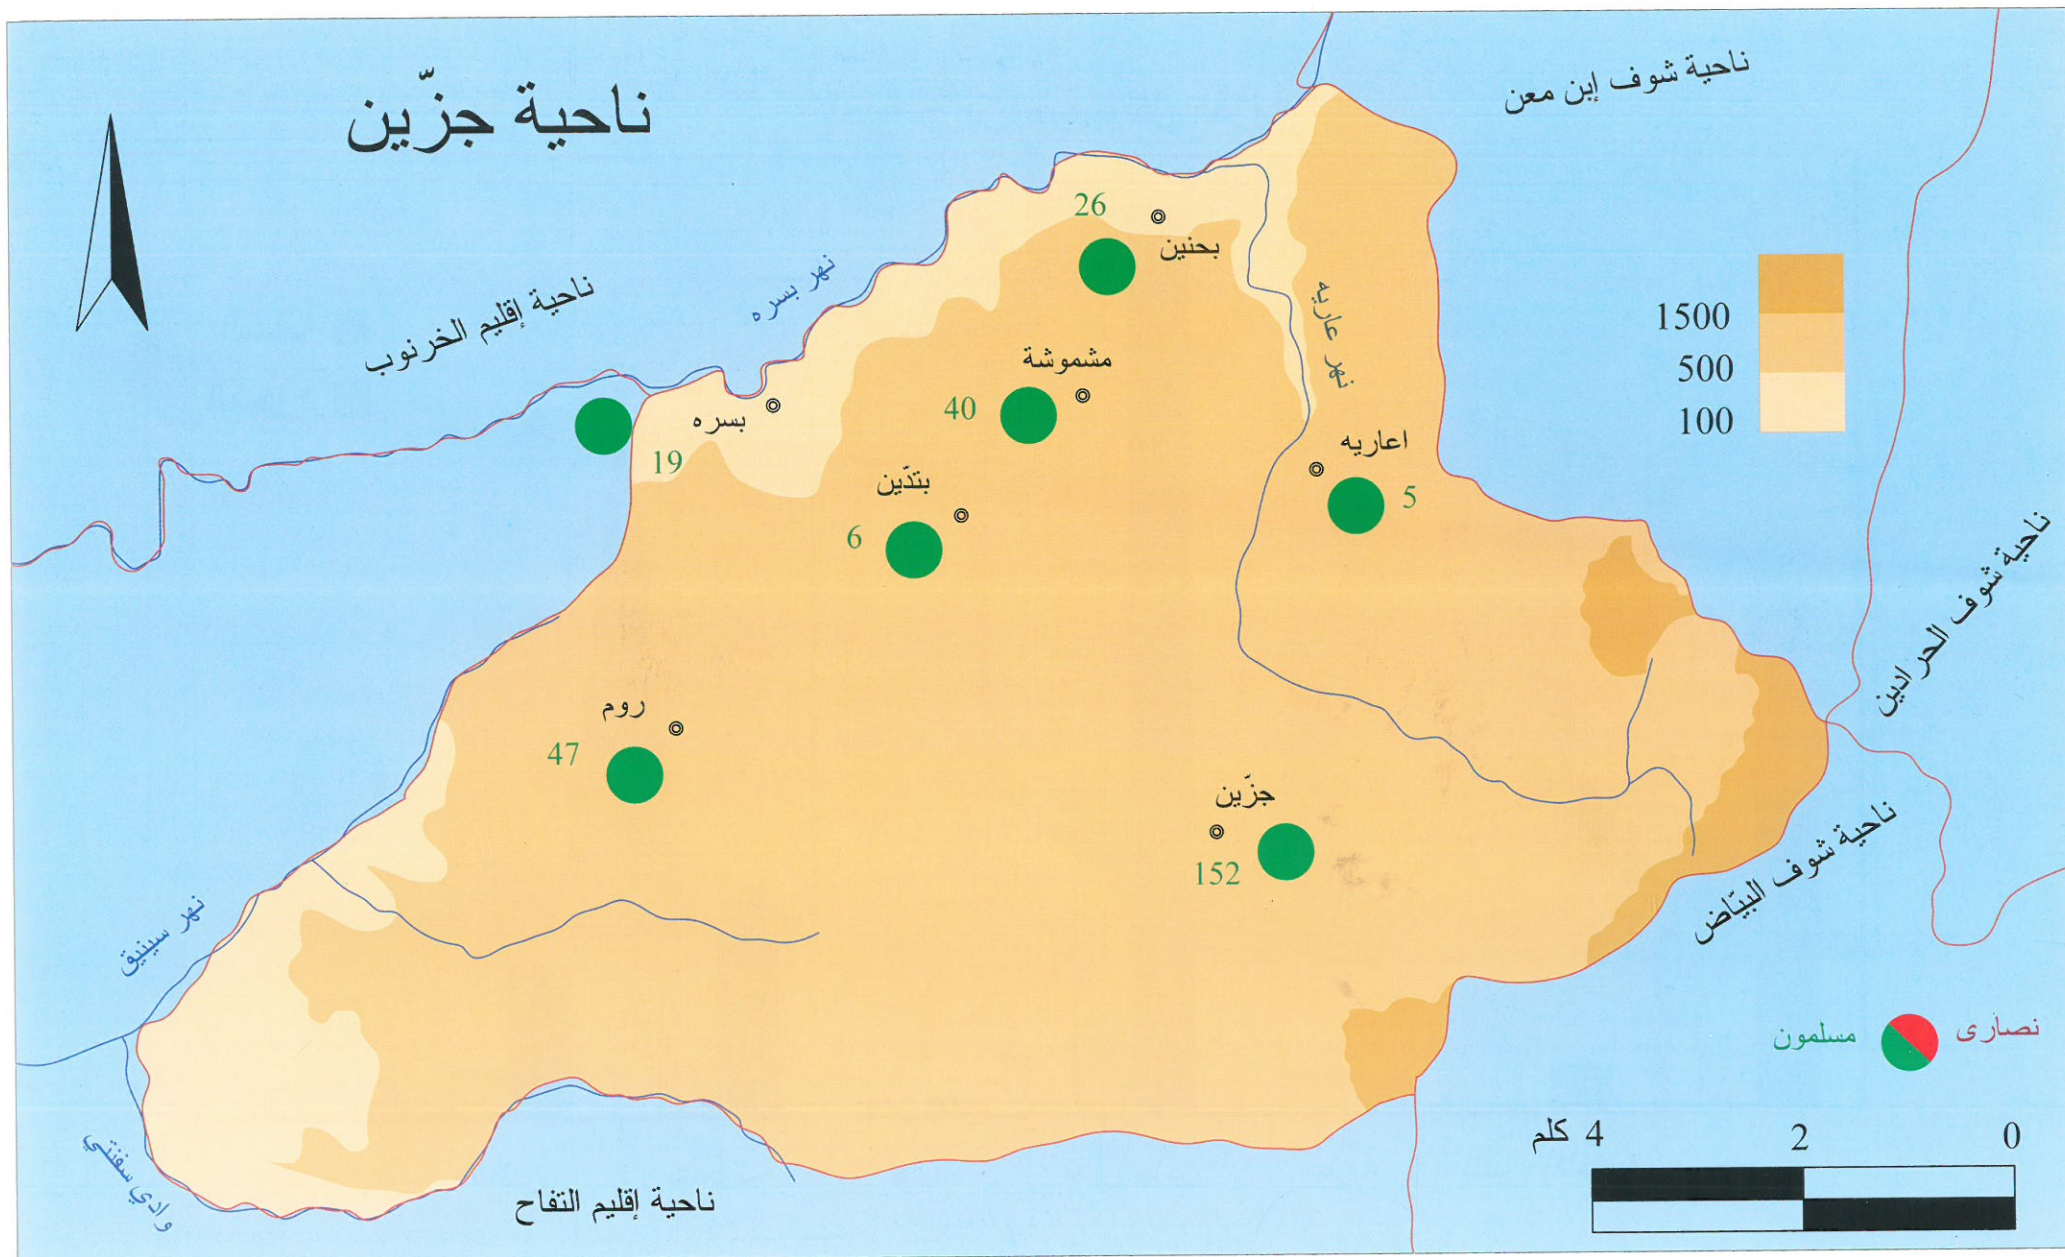 ناحية جزّين
ناحية شوف إبن معن
26
بحنين
نهر بسره
ناحية إقليم الخرنوب
نهر عاريه
1500
500
100
مشموشة
40
بسره
19
اعاريه
5
بتدّين
6
ناحية شوف الحرادين
روم
47
جزّين
152
ناحية شوف البيّاض
نهر سينيق
نصارى
مسلمون
0
2
4 كلم
وادي سفنتي
ناحية إقليم التفاح